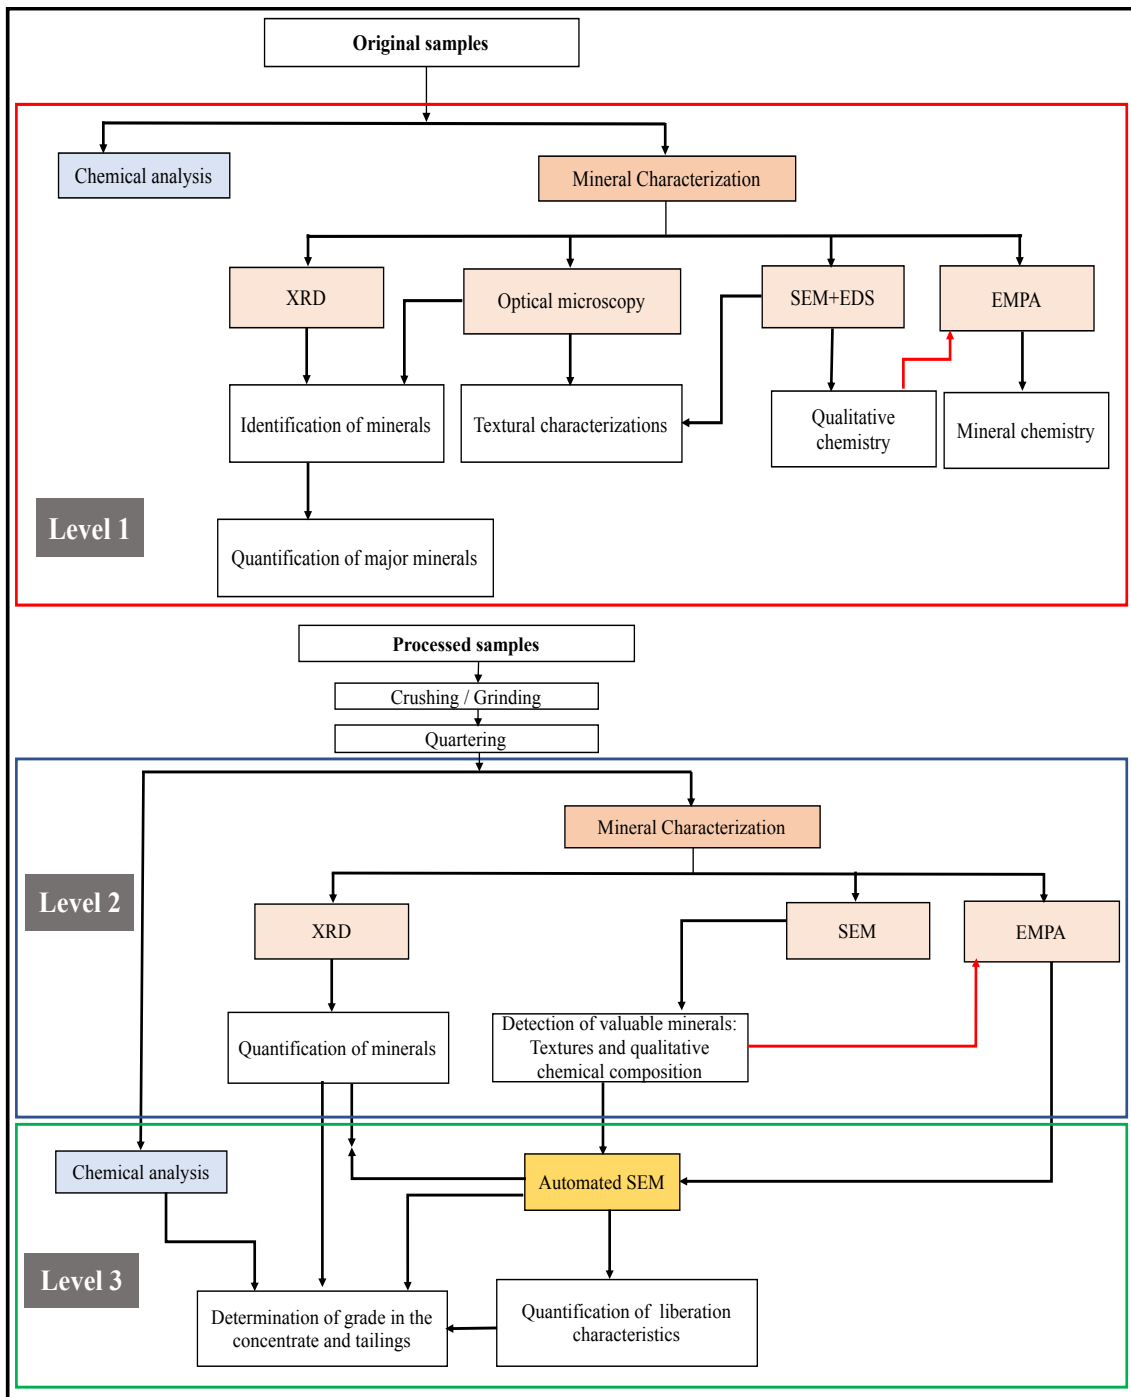 Original samples
Chemical analysis
Mineral Characterization
XRD
Optical microscopy
SEM+EDS
EMPA
Identification of minerals
Textural characterizations
Qualitative
chemistry
Mineral chemistry
Level 1
Quantification of major minerals
Processed samples
Crushing / Grinding
Quartering
Mineral Characterization
Level 2
XRD
SEM
EMPA
Quantification of minerals
Detection of valuable minerals:
Textures and qualitative
chemical composition
Chemical analysis
Automated SEM
Level 3
Determination of grade in the
concentrate and tailings
Quantification of liberation
characteristics